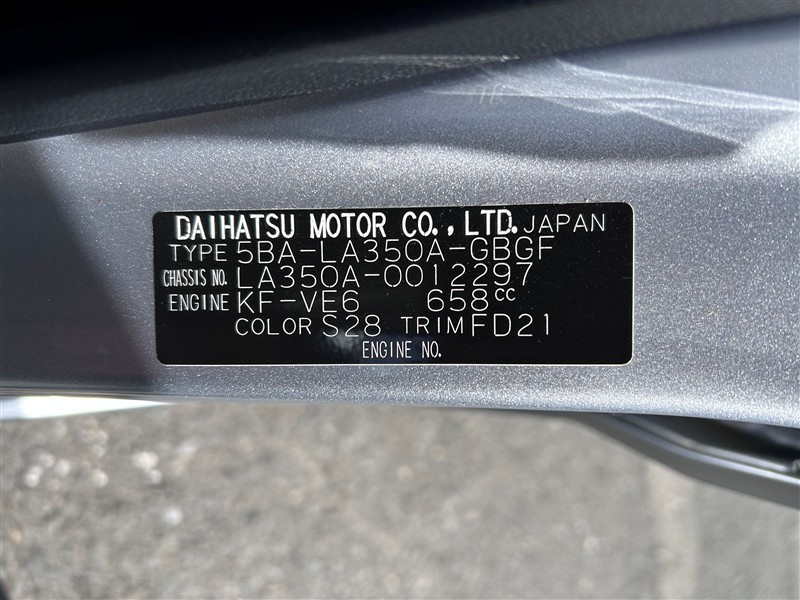 DAIHATSU MOTOR CO., LTD. JAPAN
TYPE 5BA-LA350A-GBGF
CHASSIS NO. LA350A-0012297
ENGINE KF-VE6 658cc
COLOR S28 TRIM FD21
ENGINE NO.